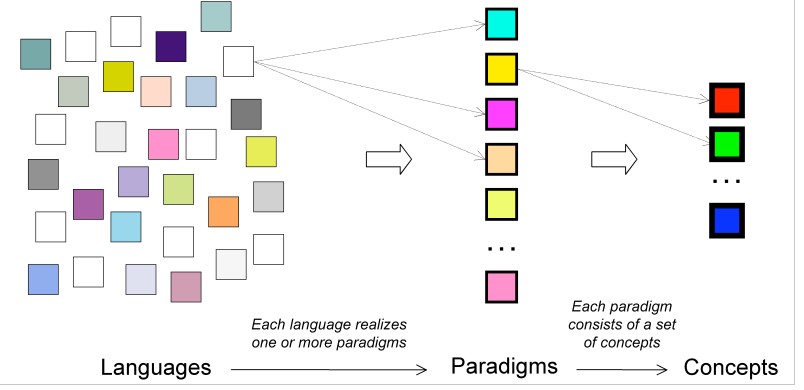 ...
...
Each language realizes
one or more paradigms
Each paradigm
consists of a set
of concepts
Languages
Paradigms
Concepts